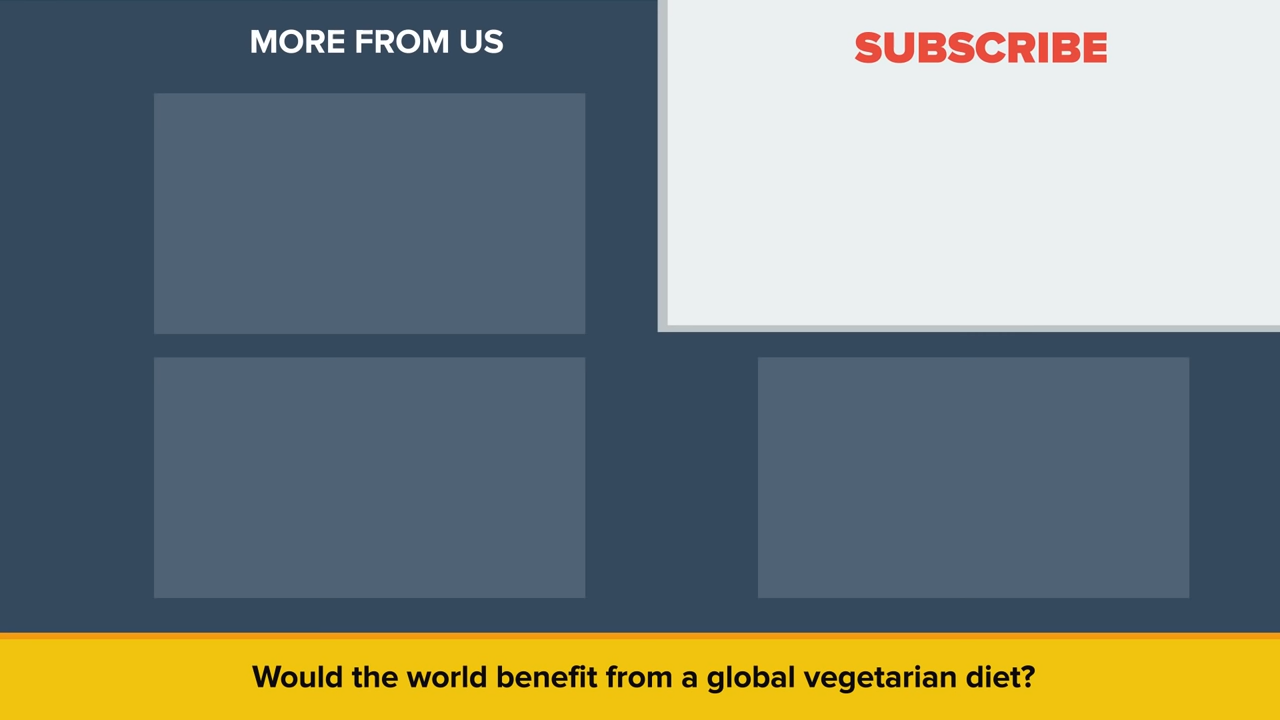 MORE FROM US
SUBSCRIBE
Would the world benefit from a global vegetarian diet?